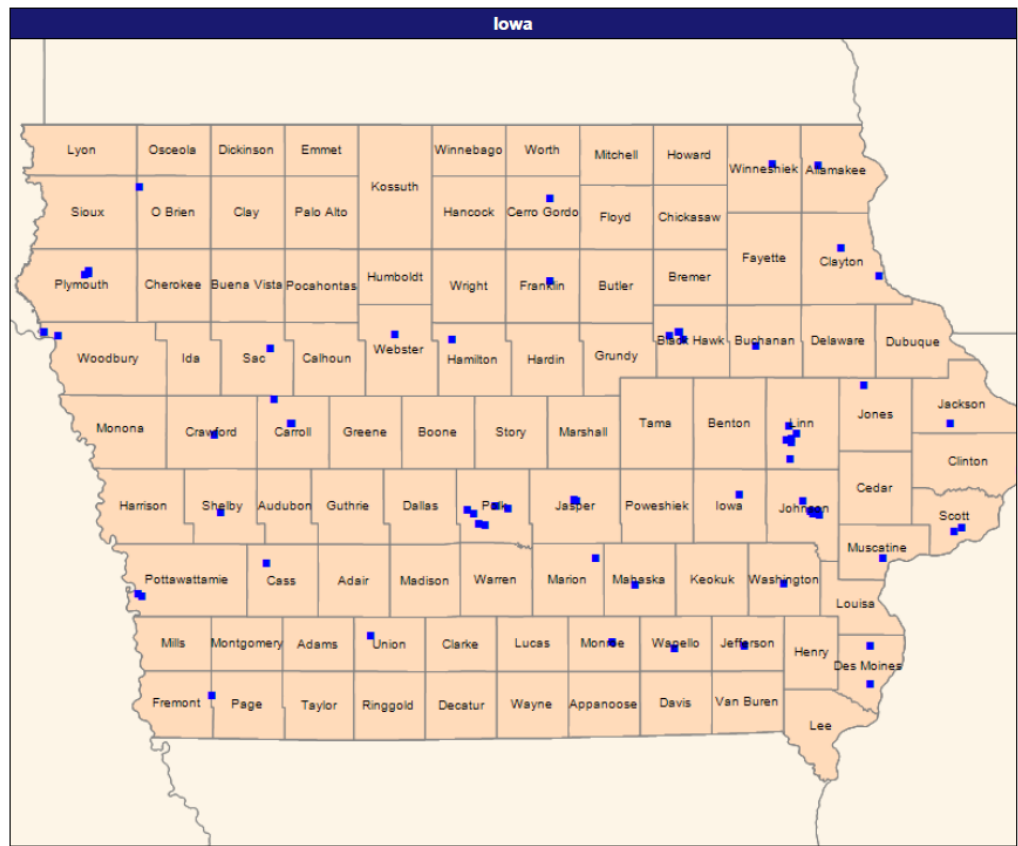 Iowa
Lyon Osceola Dickinson Emmet Winnebago Worth Mitchell Howard
Winneshiek Allamakee
Kossuth
Sioux O Brien Clay Palo Alto Hancock Cerro Gordo Floyd Chickasaw
Fayette Clayton
Plymouth Cherokee Buena Vista Pocahontas Humboldt Wright Franklin Butler Bremer
Woodbury Ida Sac Calhoun Webster Hamilton Hardin Grundy Black Hawk Buchanan Delaware Dubuque
Monona Crawford Carroll Greene Boone Story Marshall Tama Benton Linn Jones Jackson
Clinton
Harrison Shelby Audubon Guthrie Dallas Polk Jasper Poweshiek Iowa Johnson Cedar Scott
Muscatine
Pottawattamie Cass Adair Madison Warren Marion Mahaska Keokuk Washington
Louisa
Mills Montgomery Adams Union Clarke Lucas Monroe Wapello Jefferson Henry Des Moines
Fremont Page Taylor Ringgold Decatur Wayne Appanoose Davis Van Buren
Lee